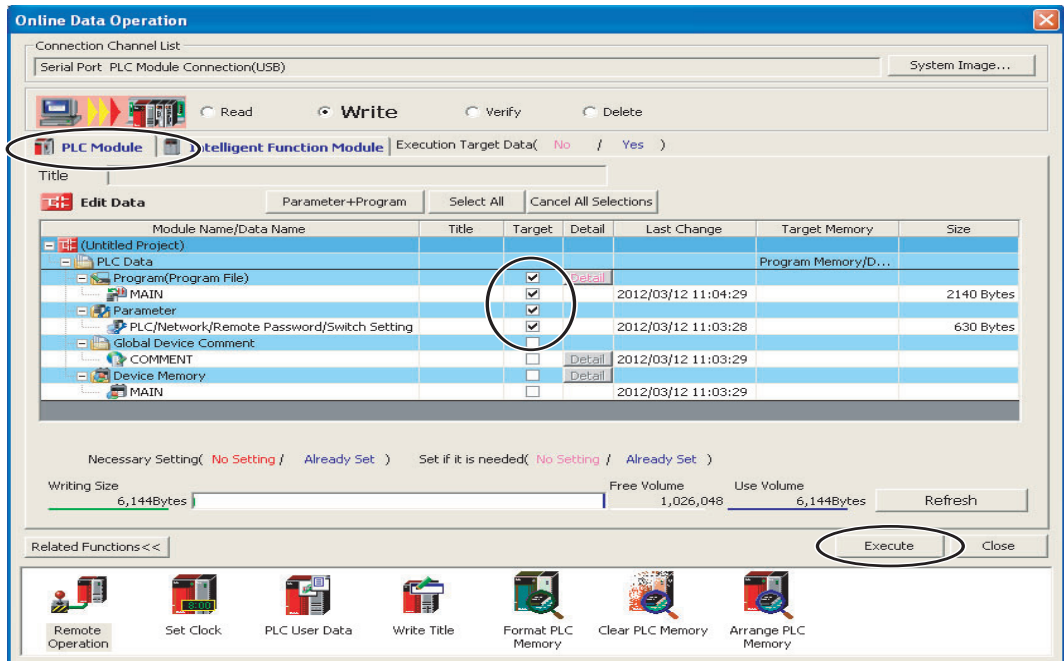 Online Data Operation
Connection Channel List
Serial Port PLC Module Connection(USB)
System Image...
Read Write Verify Delete
PLC Module Intelligent Function Module Execution Target Data( No / Yes )
Title
Edit Data Parameter+Program Select All Cancel All Selections
Module Name/Data Name Title Target Detail Last Change Target Memory Size
(Untitled Project)
PLC Data Program Memory/D...
Program(Program File) Detail
MAIN 2012/03/12 11:04:29 2140 Bytes
Parameter
PLC/Network/Remote Password/Switch Setting 2012/03/12 11:03:28 630 Bytes
Global Device Comment
COMMENT Detail 2012/03/12 11:03:29
Device Memory Detail
MAIN 2012/03/12 11:03:29
Necessary Setting( No Setting / Already Set ) Set if it is needed( No Setting / Already Set )
Writing Size Free Volume Use Volume
6,144Bytes 1,026,048 6,144Bytes Refresh
Related Functions<< Execute Close
8:00
Remote Operation
Set Clock
PLC User Data
Write Title
Format PLC Memory
Clear PLC Memory
Arrange PLC Memory